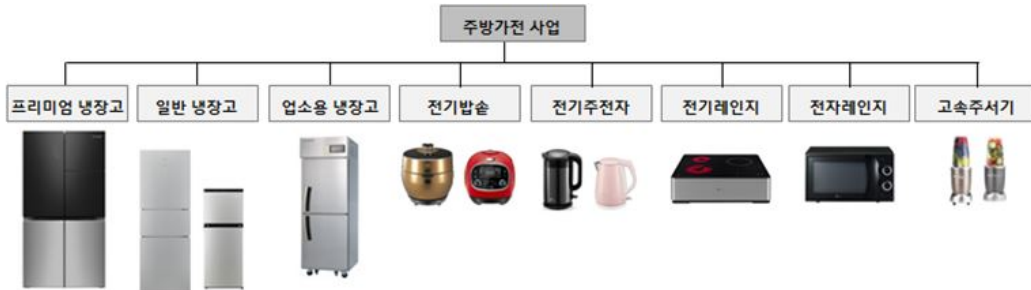 주방가전 사업
프리미엄 냉장고
일반 냉장고
업소용 냉장고
전기밥솥
전기주전자
전기레인지
전자레인지
고속주서기